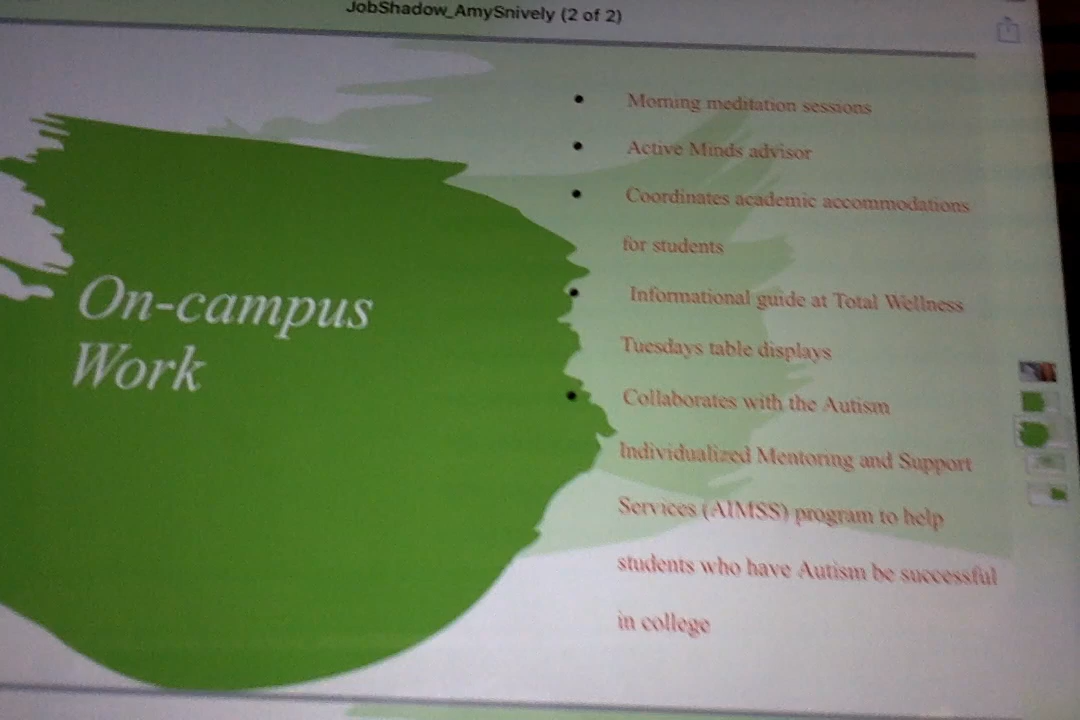 JobShadow_AmySnively (2 of 2)
On-campus
Work
• Morning meditation sessions
• Active Minds advisor
• Coordinates academic accommodations
for students
• Informational guide at Total Wellness
Tuesdays table displays
• Collaborates with the Autism
Individualized Mentoring and Support
Services (AIMSS) program to help
students who have Autism be successful
in college